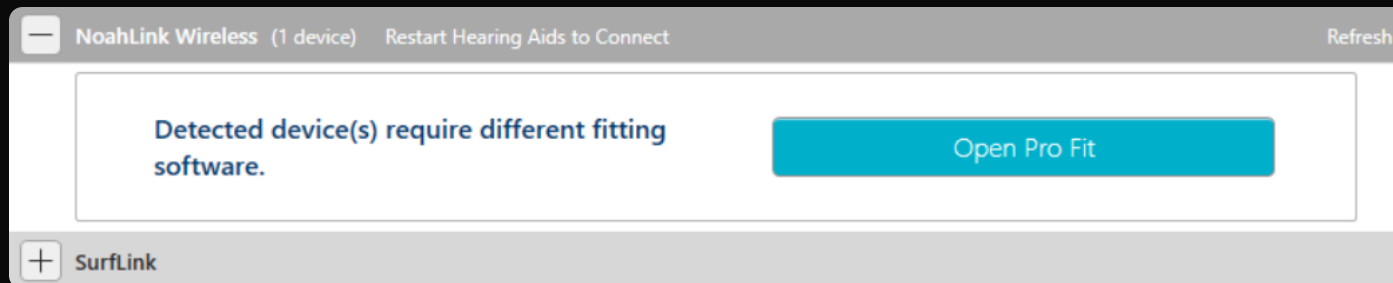 NoahLink Wireless (1 device) Restart Hearing Aids to Connect Refresh
Detected device(s) require different fitting
software.
Open Pro Fit
SurfLink